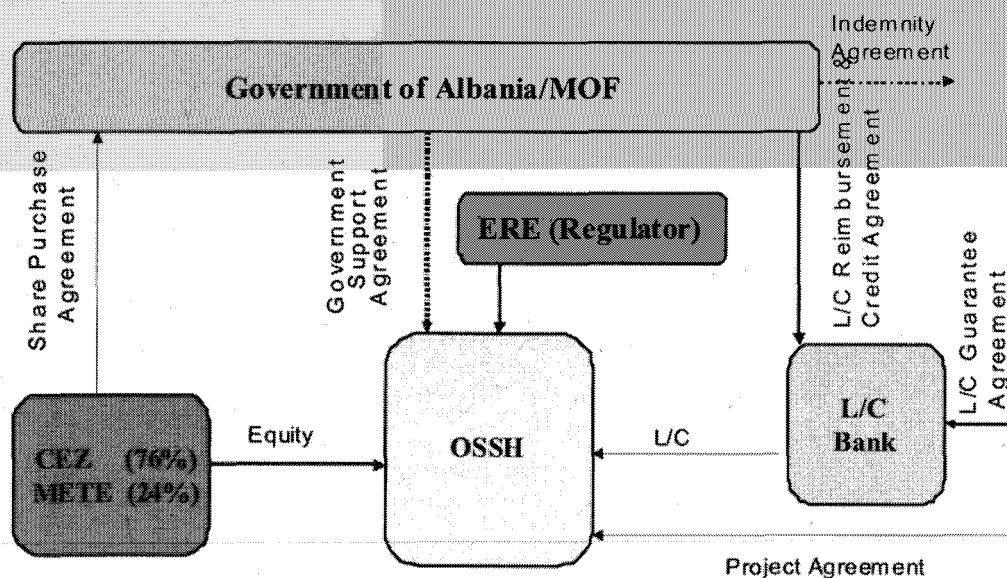 Indemnity
Agreement
Government of Albania/MOF
Share Purchase
Agreement
Government
Support
Agreement
ERE (Regulator)
L/C Reimbursement &
Credit Agreement
L/C Guarantee
Agreement
CEZ (76%)
METE (24%)
Equity
OSSH
L/C
L/C
Bank
Project Agreement